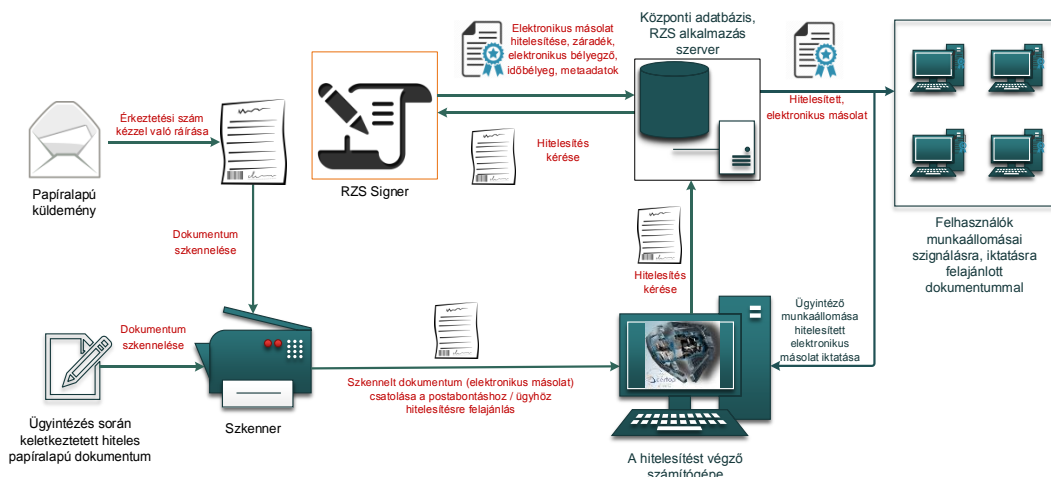 Központi adatbázis,
RZS alkalmazás
szerver
Elektronikus másolat
hitelesítése, záradék,
elektronikus bélyegző,
időbélyeg, metaadatok
Hitelesített,
elektronikus másolat
Érkeztetési szám
kézzel való ráírása
Hitelesítés
kérése
Papíralapú
küldemény
RZS Signer
Felhasználók
munkaállomásai
szignálásra, iktatásra
felajánlott
dokumentummal
Dokumentum
szkennelése
Hitelesítés
kérése
Ügyintéző
munkaállomása
hitelesített
elektronikus
másolat iktatása
Dokumentum
szkennelése
Szkennelt dokumentum (elektronikus másolat)
csatolása a postabontáshoz / ügyhöz
hitelesítésre felajánlás
Szkenner
Ügyintézés során
keletkeztetett hiteles
papíralapú dokumentum
A hitelesítést végző
számítógépe